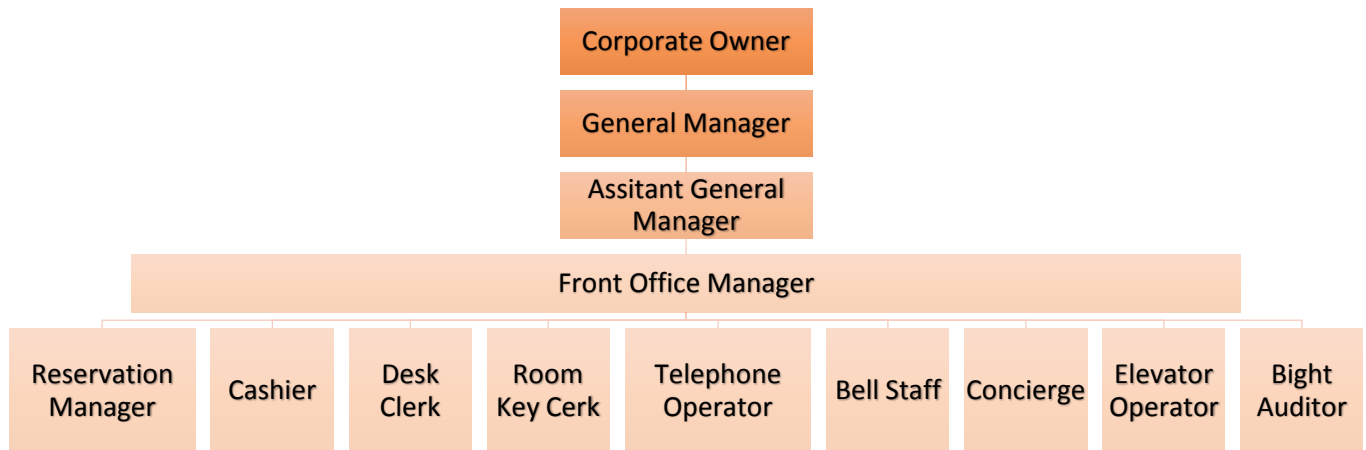 Corporate Owner
General Manager
Assitant General
Manager
Front Office Manager
Reservation
Manager
Cashier
Desk
Clerk
Room
Key Cerk
Telephone
Operator
Bell Staff
Concierge
Elevator
Operator
Bight
Auditor